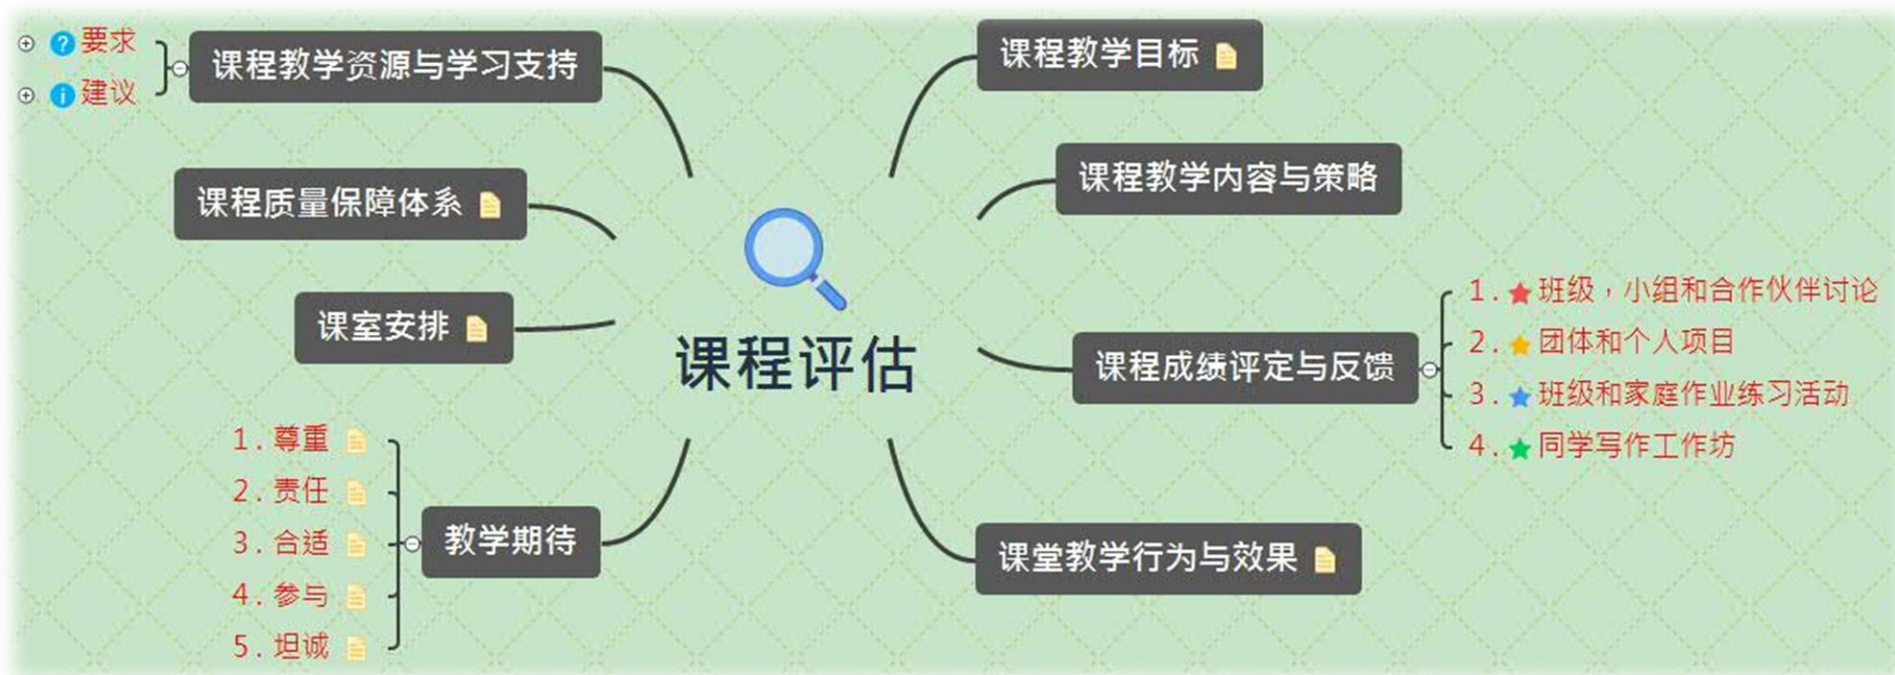 课程评估
课程教学目标
课程教学内容与策略
课程成绩评定与反馈
1. 班级，小组和合作伙伴讨论
2. 团体和个人项目
3. 班级和家庭作业练习活动
4. 同学写作工作坊
课堂教学行为与效果
课程教学资源与学习支持
要求
建议
课程质量保障体系
课室安排
教学期待
1. 尊重
2. 责任
3. 合适
4. 参与
5. 坦诚